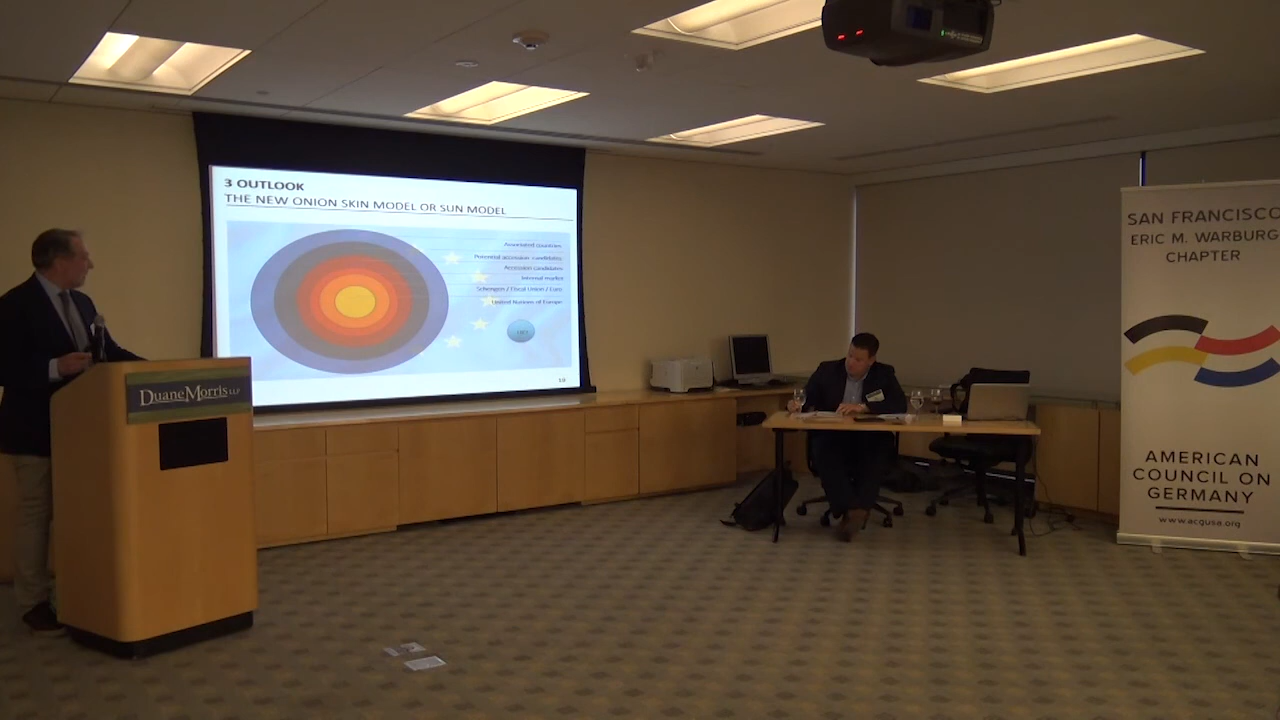 3 OUTLOOK
THE NEW ONION SKIN MODEL OR SUN MODEL
Associated countries
Potential accession candidates
Accession candidates
Internal market
Schengen / Fiscal Union / Euro
United Nations of Europe
10
DuaneMorris LLP
SAN FRANCISCO
ERIC M. WARBURG
CHAPTER
AMERICAN
COUNCIL ON
GERMANY
www.acgusa.org